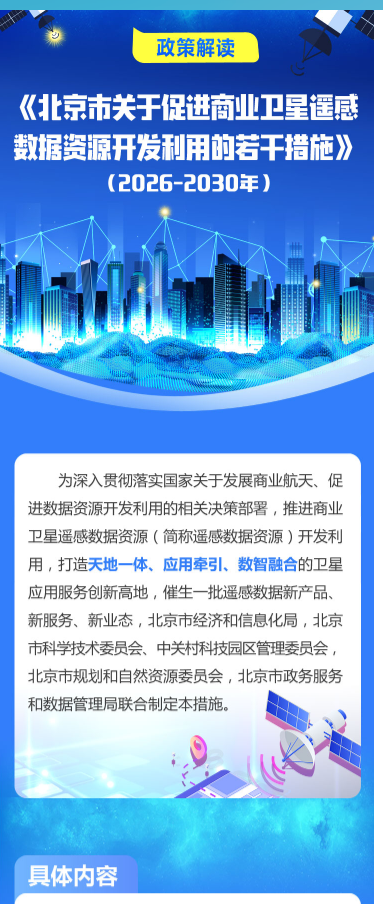 政策解读
《北京市关于促进商业卫星遥感
数据资源开发利用的若干措施》
（2026-2030年）
为深入贯彻落实国家关于发展商业航天、促
进数据资源开发利用的相关决策部署，推进商业
卫星遥感数据资源（简称遥感数据资源）开发利
用，打造天地一体、应用牵引、数智融合的卫星
应用服务创新高地，催生一批遥感数据新产品、
新服务、新业态，北京市经济和信息化局，北京
市科学技术委员会、中关村科技园区管理委员会，
北京市规划和自然资源委员会，北京市政务服务
和数据管理局联合制定本措施。
具体内容